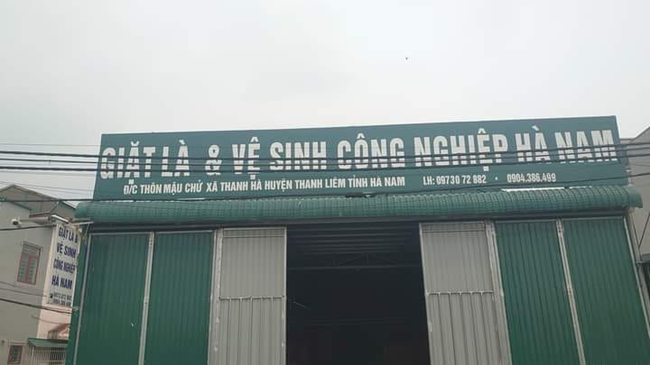 GIẶT LÀ & VỆ SINH CÔNG NGHIỆP HÀ NAM
Đ/C THÔN MẬU CHỬ XÃ THANH HÀ HUYỆN THANH LIÊM TỈNH HÀ NAM LH: 09730 72 882 - 0904.386.499
GIẶT LÀ &
VỆ SINH
CÔNG NGHIỆP
HÀ NAM